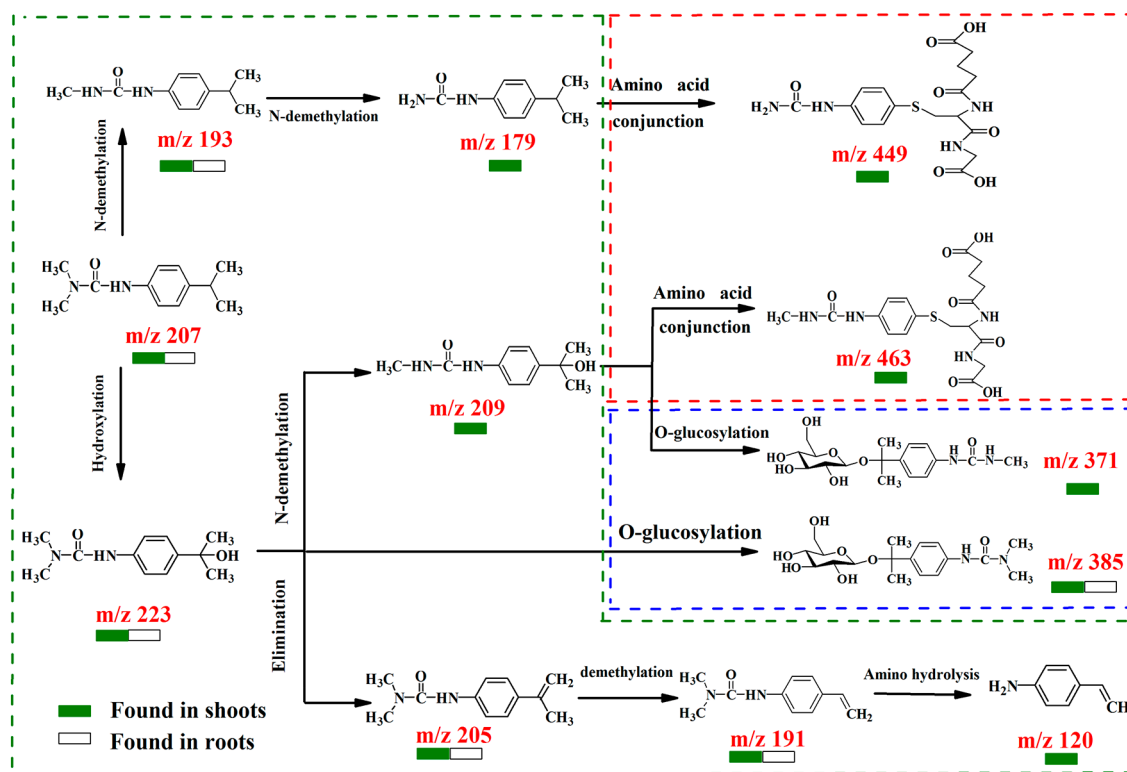 CH3
O
H3C—HN—C—HN
CH3
m/z 193
N-demethylation
O
H2N—C—HN
CH3
CH3
m/z 179
Amino acid
conjunction
OH
O
O
H2N—C—HN
S
O
NH
O
HN
O
OH
m/z 449
N-demethylation
H3C
O
N—C—HN
H3C
CH3
CH3
m/z 207
Hydroxylation
O
H3C—HN—C—HN
CH3
OH
CH3
m/z 209
N-demethylation
Amino acid
conjunction
OH
O
O
H3C—HN—C—HN
S
O
NH
O
HN
O
OH
m/z 463
O-glucosylation
OH
HO
HO
O
O
OH
CH3
CH3
H
N
O
C—HN—CH3
m/z 371
H3C
O
N—C—HN
H3C
CH3
OH
CH3
m/z 223
O-glucosylation
OH
HO
HO
O
O
OH
CH3
CH3
H
N
O
C—N
CH3
CH3
m/z 385
Elimination
H3C
O
N—C—HN
H3C
CH2
CH3
m/z 205
demethylation
H3C
O
N—C—HN
H3C
CH2
m/z 191
Amino hydrolysis
H2N
CH
m/z 120
Found in shoots
Found in roots